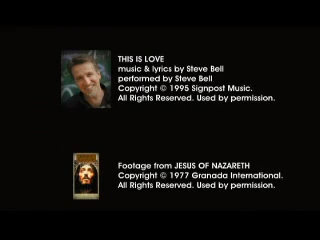 THIS IS LOVE
music & lyrics by Steve Bell
performed by Steve Bell
Copyright © 1995 Signpost Music.
All Rights Reserved. Used by permission.
Footage from JESUS OF NAZARETH
Copyright © 1977 Granada International.
All Rights Reserved. Used by permission.